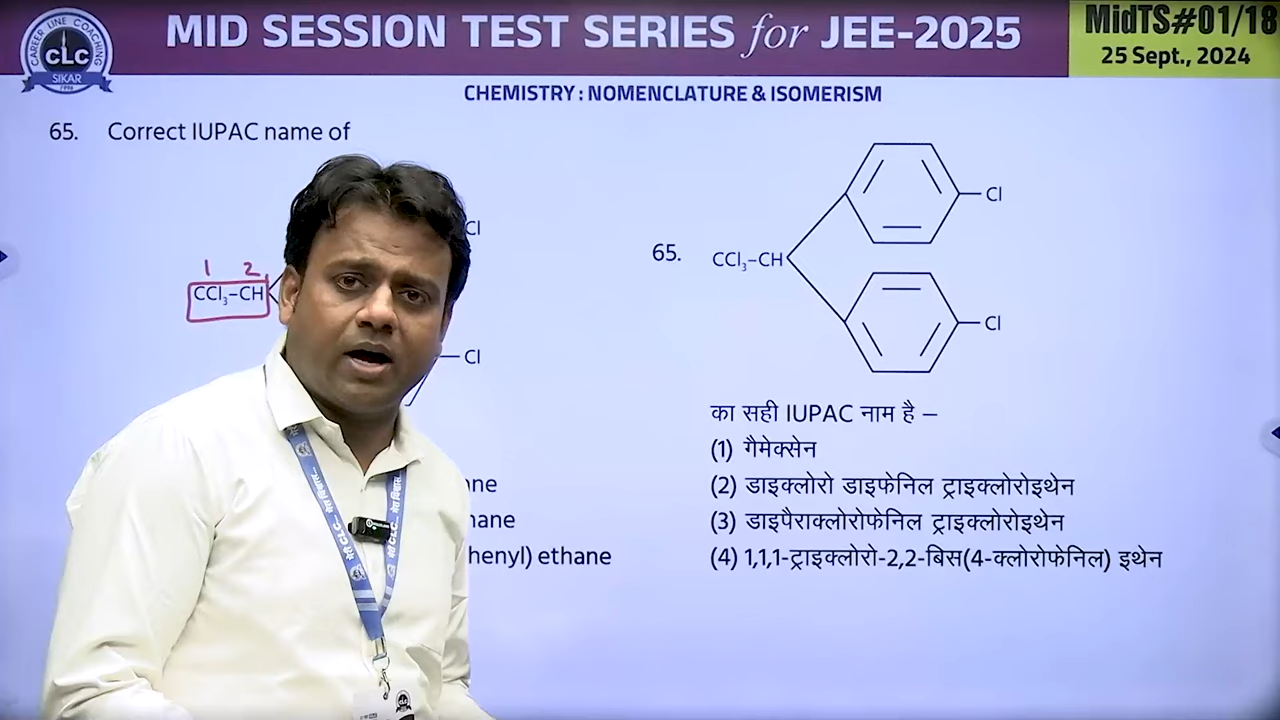 CAREER LINE COACHING
CLC
SIKAR
1996
MID SESSION TEST SERIES for JEE-2025
MidTS#01/18
25 Sept., 2024
CHEMISTRY : NOMENCLATURE & ISOMERISM
65. Correct IUPAC name of
Cl
1 2
CCl₃–CH
Cl
henyl) ethane
65.
CCl₃–CH
Cl
Cl
का सही IUPAC नाम है –
(1) गैमेक्सेन
(2) डाइक्लोरो डाइफेनिल ट्राइक्लोरोइथेन
(3) डाइपैराक्लोरोफेनिल ट्राइक्लोरोइथेन
(4) 1,1,1-ट्राइक्लोरो-2,2-बिस(4-क्लोरोफेनिल) इथेन
CLC